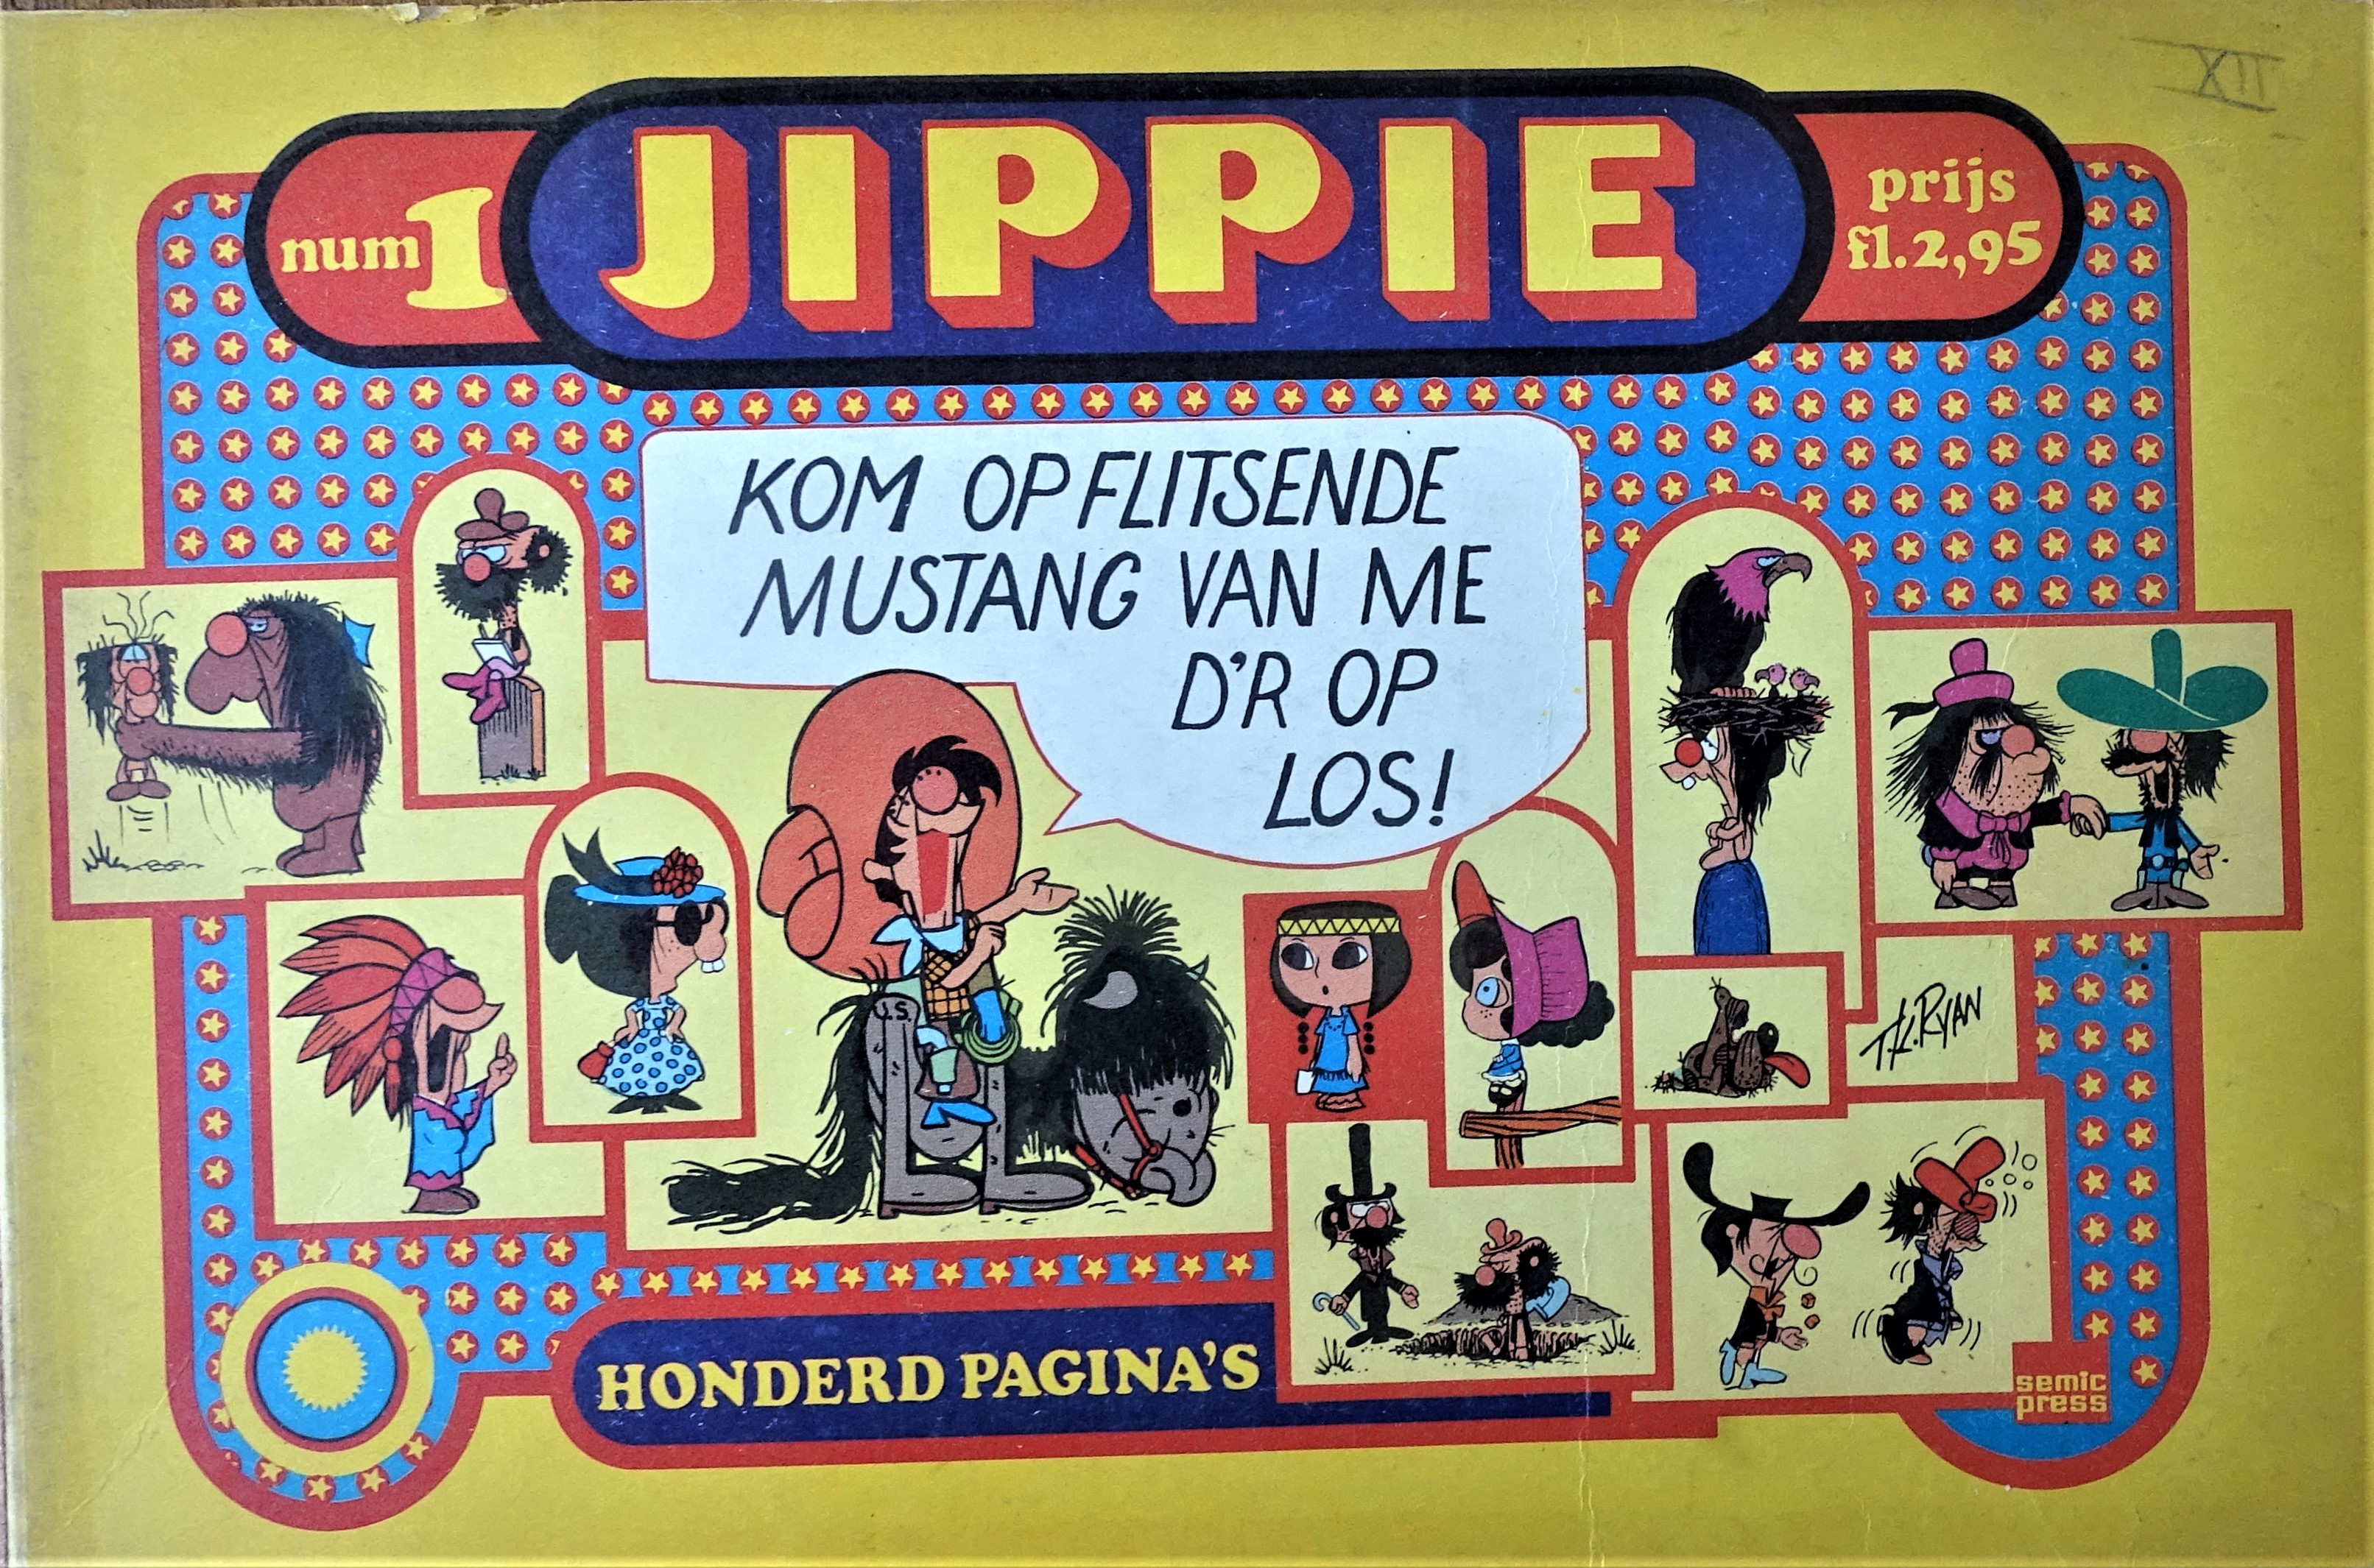 XII
num 1
JIPPIE
prijs
fl. 2,95
KOM OP FLITSENDE
MUSTANG VAN ME
D'R OP
LOS!
U.S.
T.K. RYAN
HONDERD PAGINA'S
semic
press